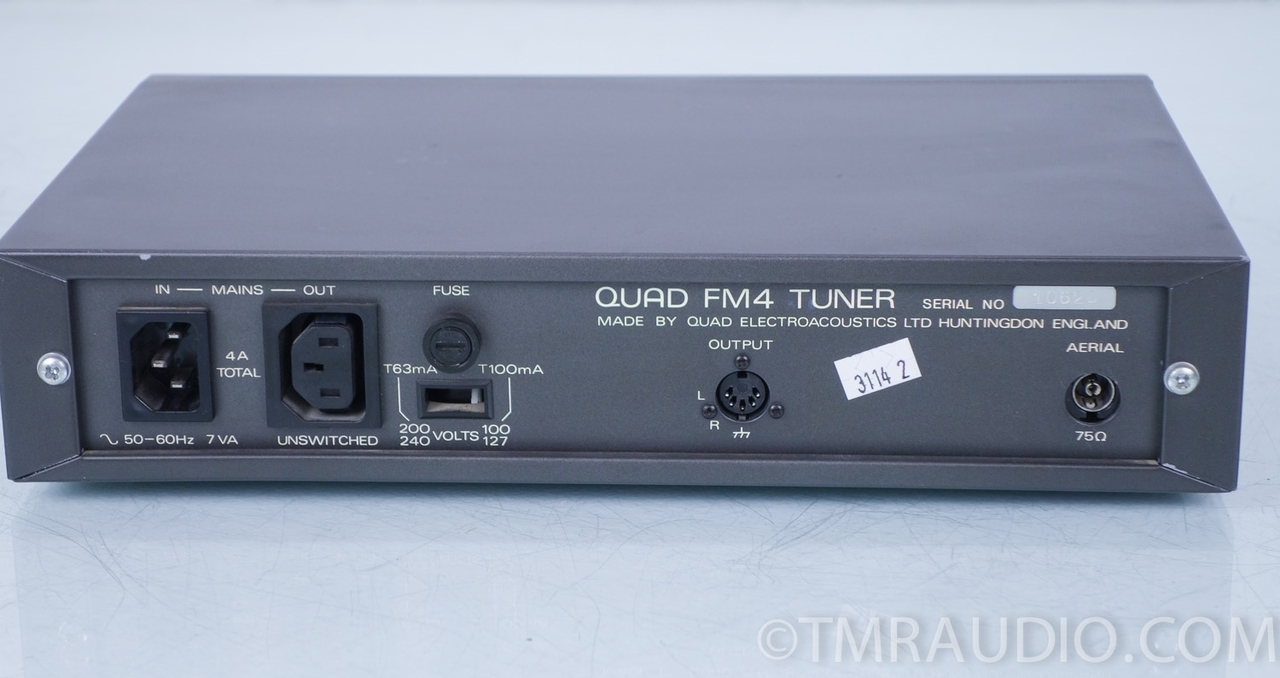 IN — MAINS — OUT
FUSE
QUAD FM4 TUNER SERIAL NO
MADE BY QUAD ELECTROACOUSTICS LTD HUNTINGDON ENGLAND
OUTPUT
AERIAL
4A
TOTAL
T63mA T100mA
3114 2
L
R
200
240
VOLTS
100
127
∿ 50-60Hz 7VA
UNSWITCHED
75Ω
©TMRAUDIO.COM